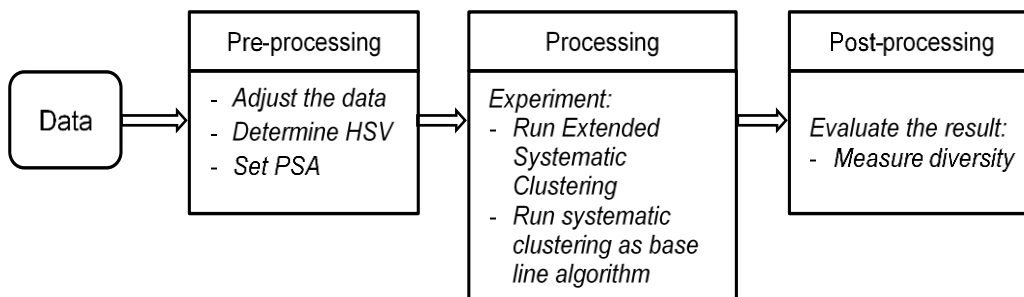 Data
Pre-processing
- Adjust the data
- Determine HSV
- Set PSA
Processing
Experiment:
- Run Extended
Systematic
Clustering
- Run systematic
clustering as base
line algorithm
Post-processing
Evaluate the result:
- Measure diversity